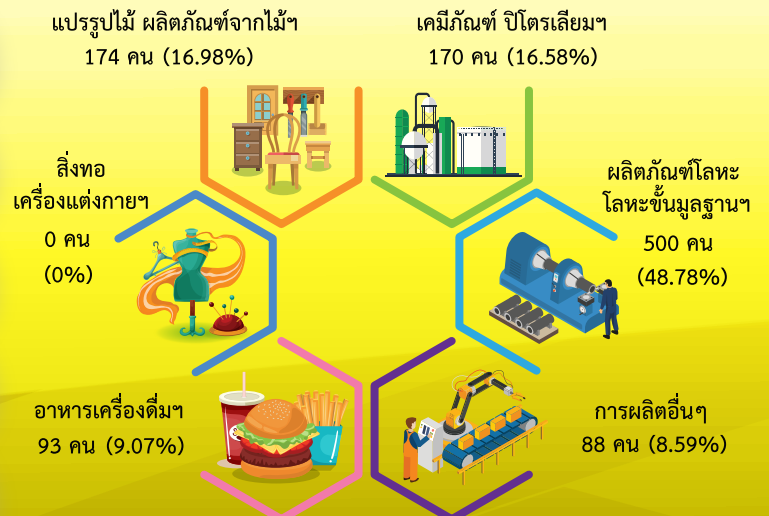 แปรรูปไม้ ผลิตภัณฑ์จากไม้ฯ
174 คน (16.98%)
เคมีภัณฑ์ ปิโตรเลียมฯ
170 คน (16.58%)
สิ่งทอ
เครื่องแต่งกายฯ
0 คน
(0%)
ผลิตภัณฑ์โลหะ
โลหะขั้นมูลฐานฯ
500 คน
(48.78%)
อาหารเครื่องดื่มฯ
93 คน (9.07%)
การผลิตอื่นๆ
88 คน (8.59%)